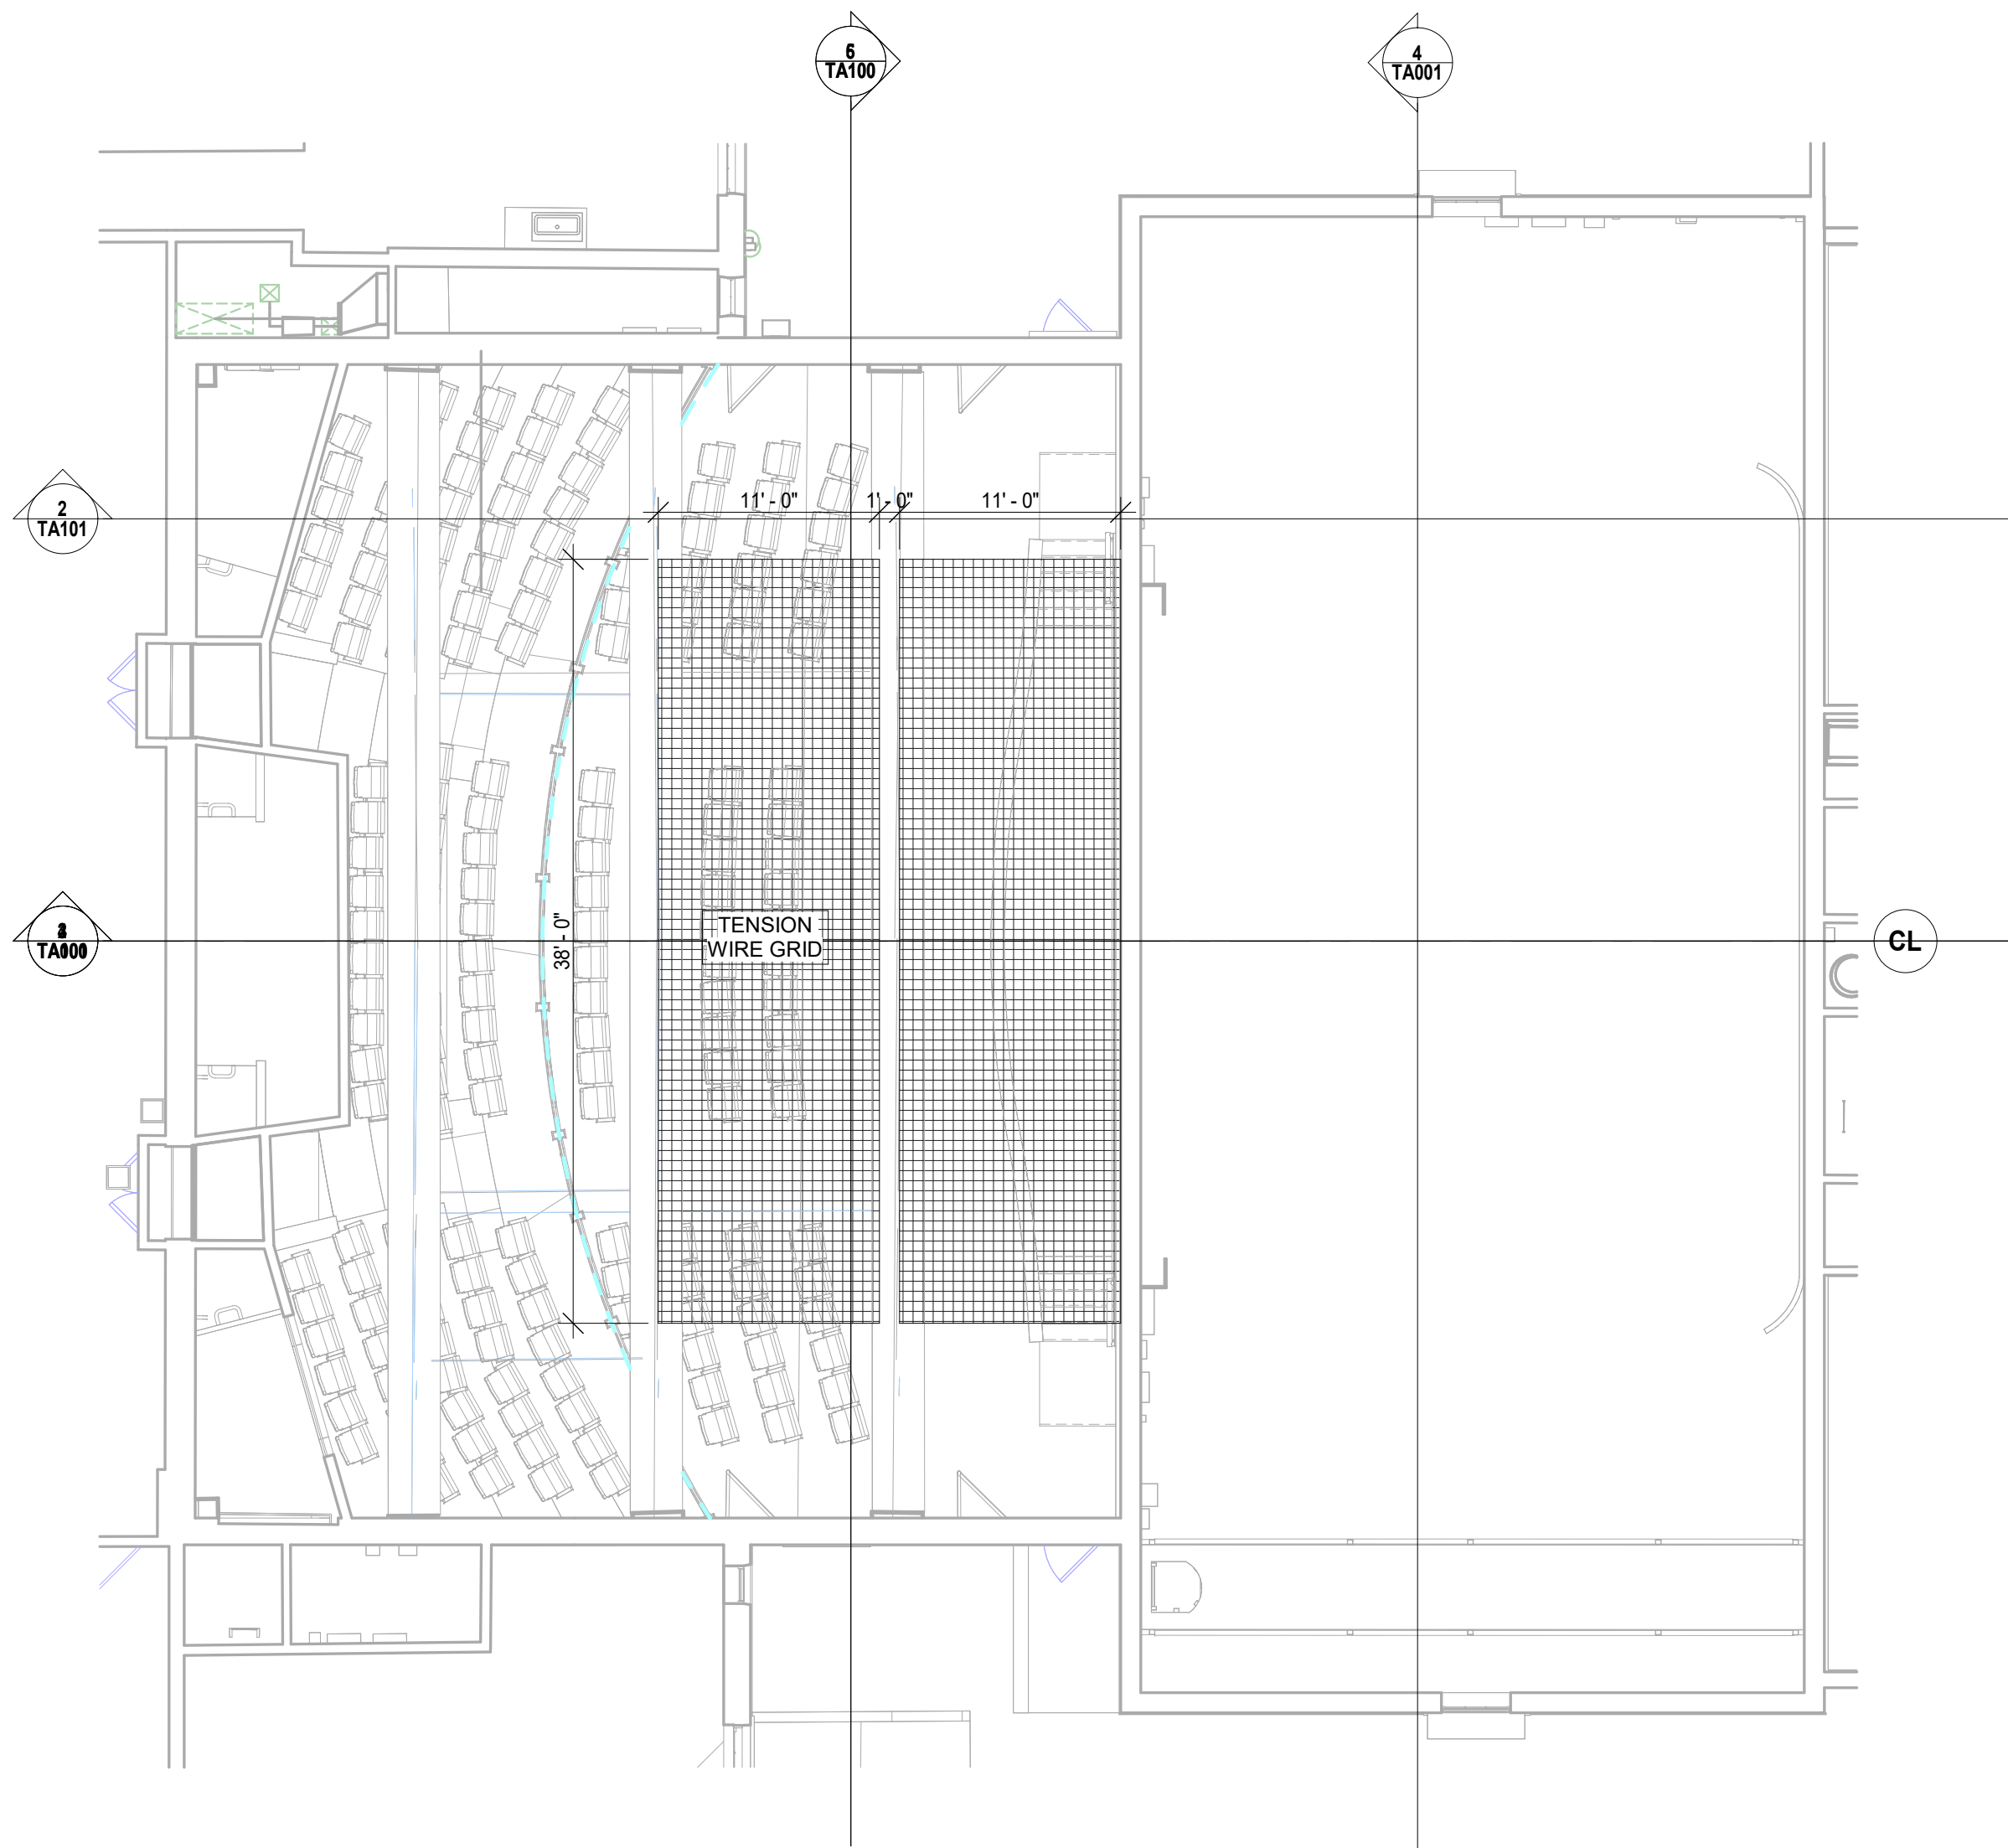 6
TA100
4
TA001
2
TA101
11' - 0"
1' - 0"
11' - 0"
38' - 0"
TENSION
WIRE GRID
CL